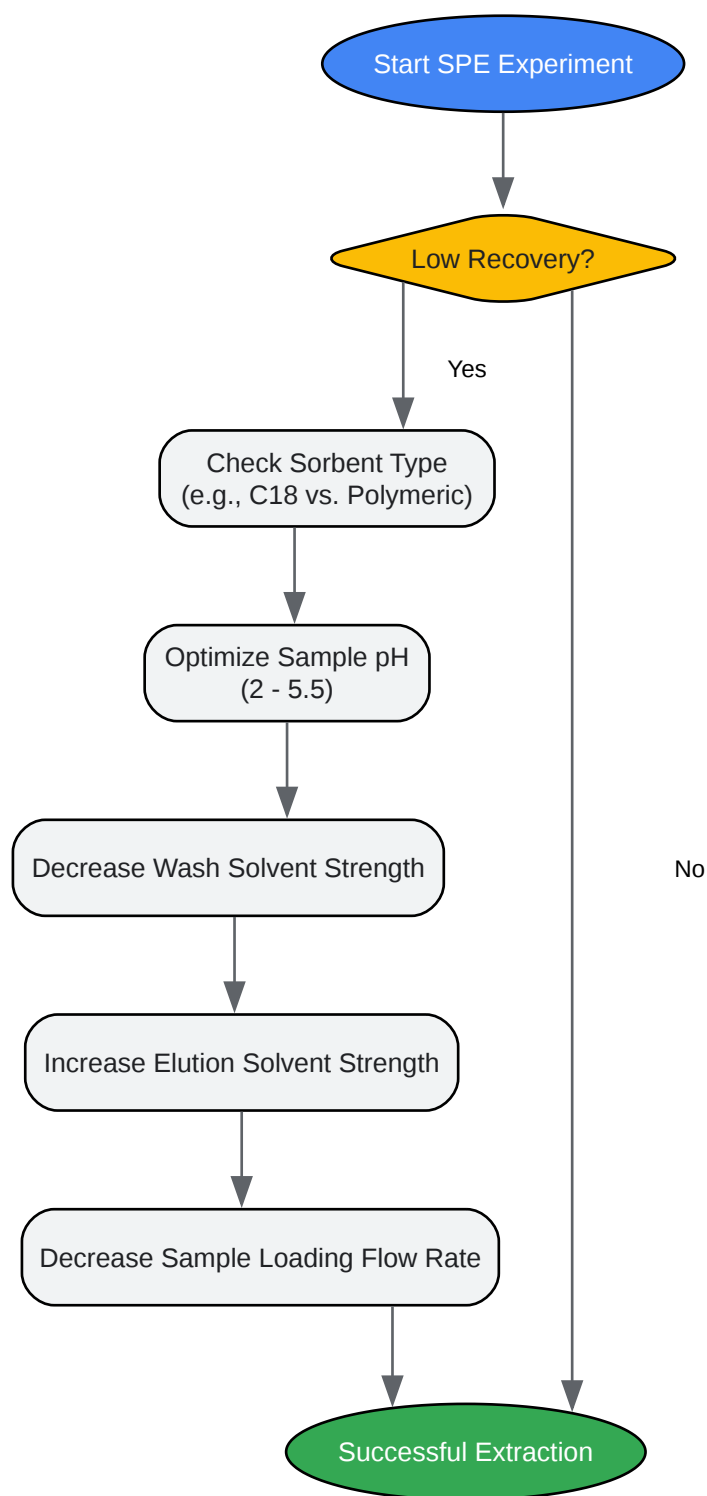 Start SPE Experiment
Low Recovery?
Yes
Check Sorbent Type
(e.g., C18 vs. Polymeric)
Optimize Sample pH
(2 - 5.5)
Decrease Wash Solvent Strength
No
Increase Elution Solvent Strength
Decrease Sample Loading Flow Rate
Successful Extraction